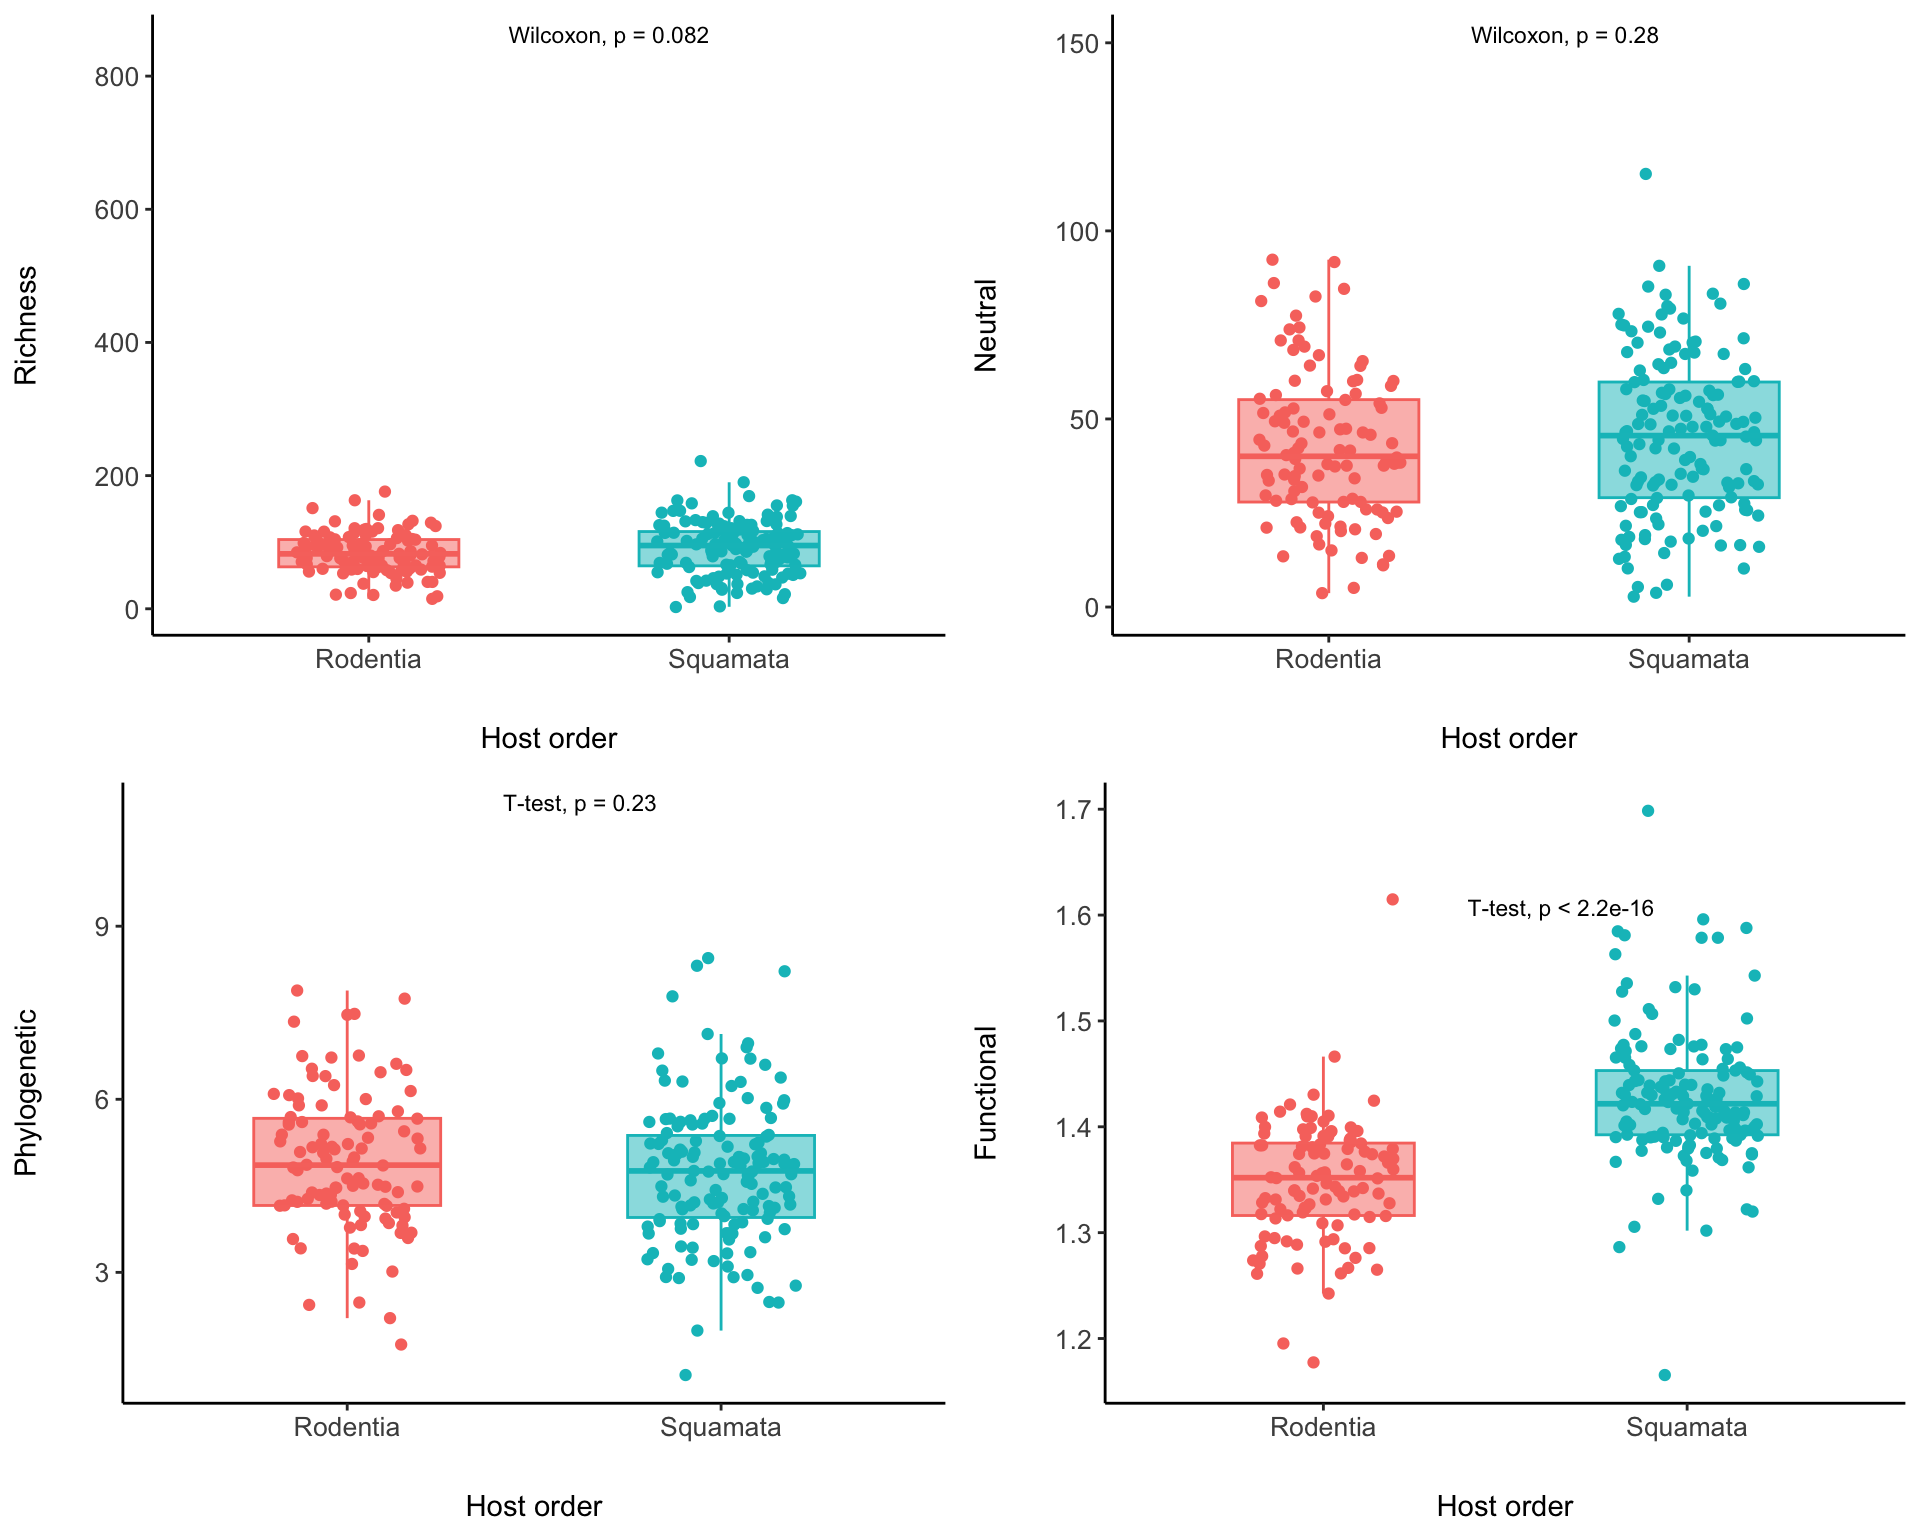 Wilcoxon, p = 0.082
800
600
400
200
0
Richness
Rodentia
Squamata
Host order
Wilcoxon, p = 0.28
150
100
50
0
Neutral
Rodentia
Squamata
Host order
T-test, p = 0.23
9
6
3
Phylogenetic
Rodentia
Squamata
Host order
T-test, p < 2.2e-16
1.7
1.6
1.5
1.4
1.3
1.2
Functional
Rodentia
Squamata
Host order